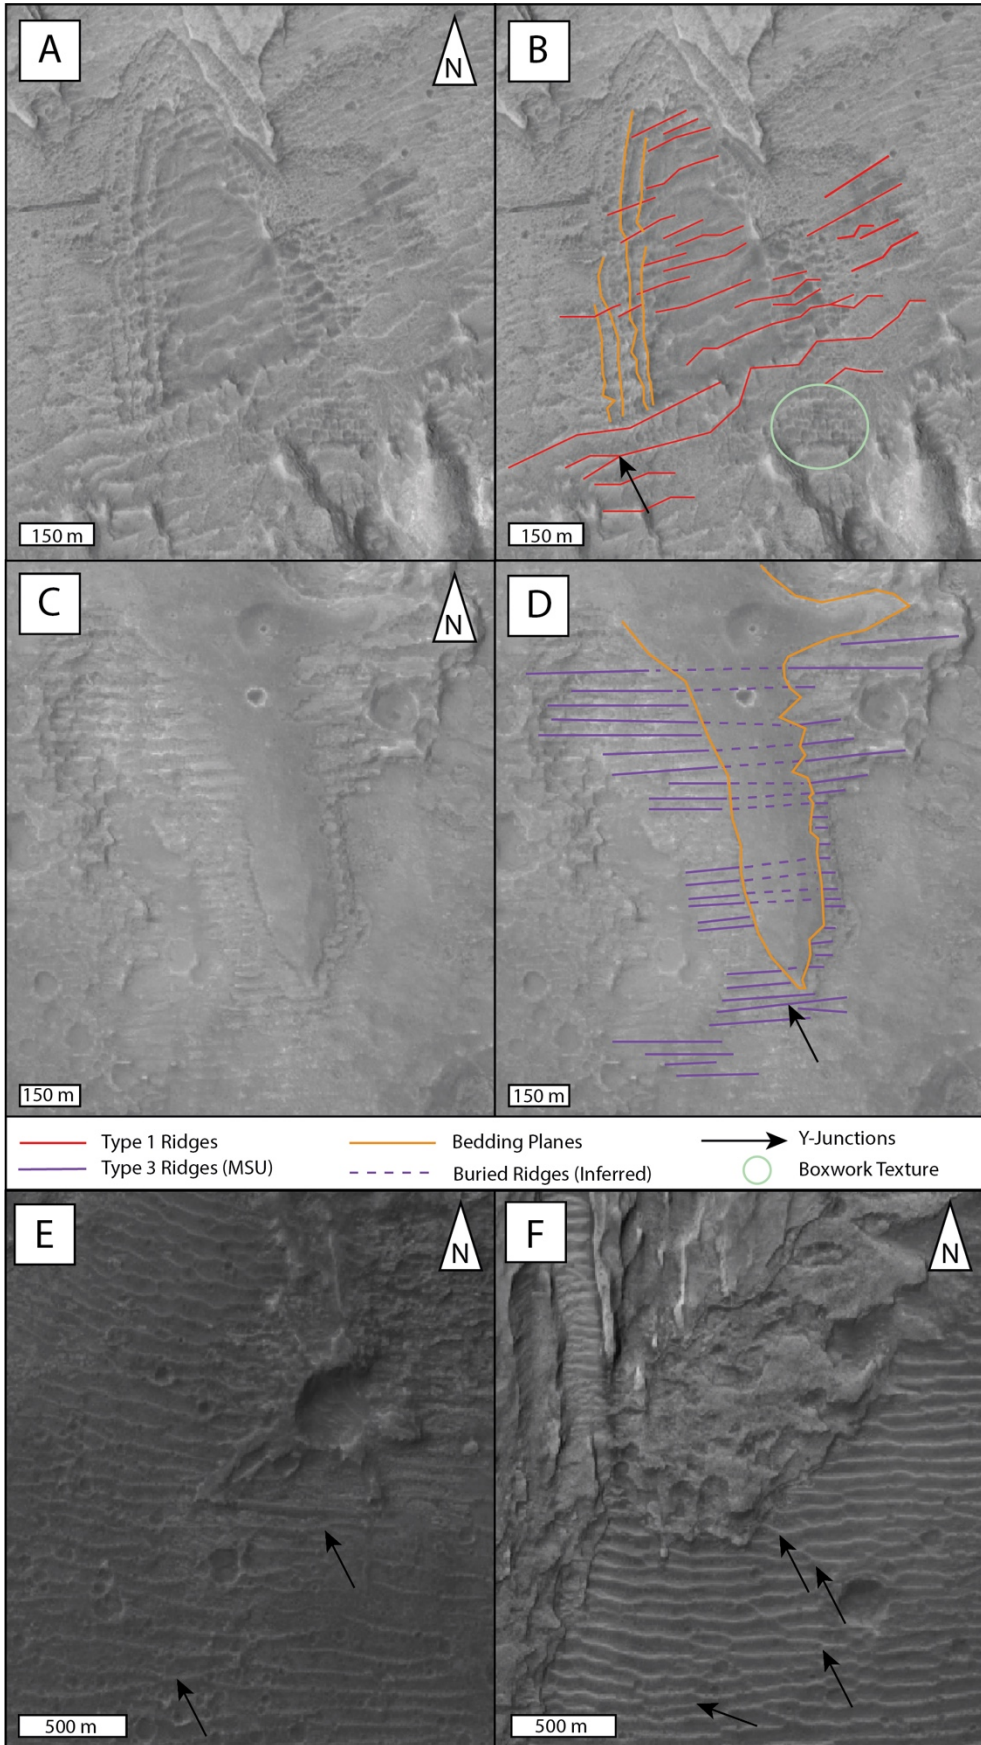 A
N
B
150 m
150 m
C
N
D
150 m
150 m
Type 1 Ridges
Bedding Planes
Y-Junctions
Type 3 Ridges (MSU)
Buried Ridges (Inferred)
Boxwork Texture
E
N
F
N
500 m
500 m